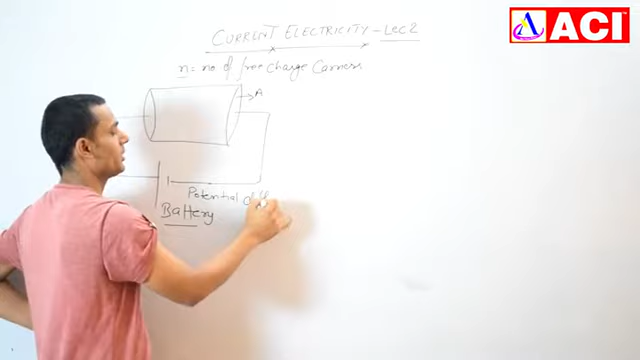 CURRENT ELECTRICITY - Lec 2
ACI
n = no of free charge Carriers
A
Potential diff
Battery